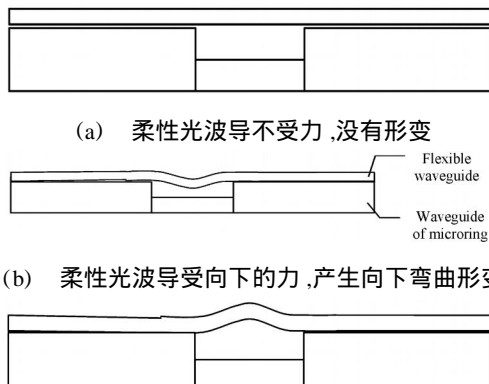 (a) 柔性光波导不受力,没有形变
Flexible
waveguide
Waveguide
of microring
(b) 柔性光波导受向下的力,产生向下弯曲形变